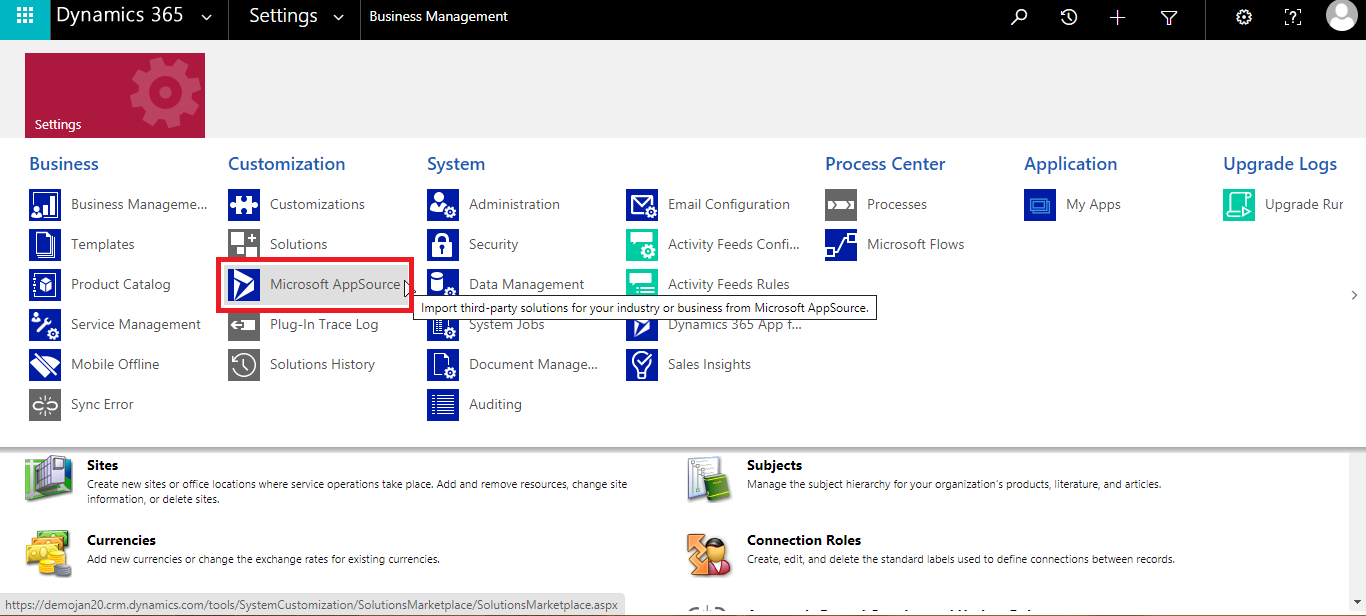 Dynamics 365
Settings
Business Management
Settings
Business
Business Manageme...
Templates
Product Catalog
Service Management
Mobile Offline
Sync Error
Customization
Customizations
Solutions
Microsoft AppSource
Plug-In Trace Log
Solutions History
Import third-party solutions for your industry or business from Microsoft AppSource.
System
Administration
Security
Data Management
System Jobs
Document Manage...
Auditing
Email Configuration
Activity Feeds Confi...
Activity Feeds Rules
Dynamics 365 App f...
Sales Insights
Process Center
Processes
Microsoft Flows
Application
My Apps
Upgrade Logs
Upgrade Rur
Sites
Create new sites or office locations where service operations take place. Add and remove resources, change site
information, or delete sites.
Subjects
Manage the subject hierarchy for your organization's products, literature, and articles.
Currencies
Add new currencies or change the exchange rates for existing currencies.
Connection Roles
Create, edit, and delete the standard labels used to define connections between records.
https://demojan20.crm.dynamics.com/tools/SystemCustomization/SolutionsMarketplace/SolutionsMarketplace.aspx